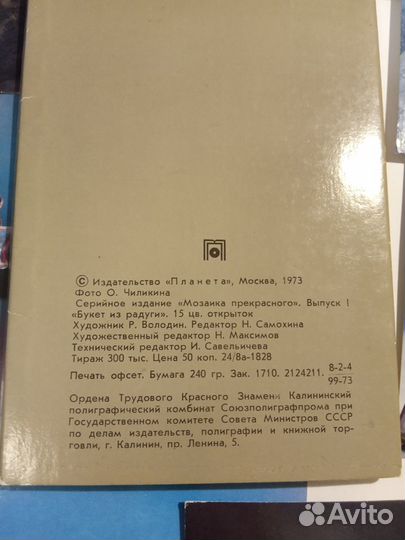 © Издательство «Планета», Москва, 1973
Фото О. Чиликина
Серийное издание «Мозаика прекрасного». Выпуск I
«Букет из радуги». 15 цв. открыток
Художник Р. Володин. Редактор Н. Самохина
Художественный редактор Н. Максимов
Технический редактор И. Савельичева
Тираж 300 тыс. Цена 50 коп. 24/8а-1828
Печать офсет. Бумага 240 гр. Зак. 1710. 2124211. 8-2-4
99-73
Ордена Трудового Красного Знамени Калининский
полиграфический комбинат Союзполиграфпрома при
Государственном комитете Совета Министров СССР
по делам издательств, полиграфии и книжной тор-
говли, г. Калинин, пр. Ленина, 5.
Avito